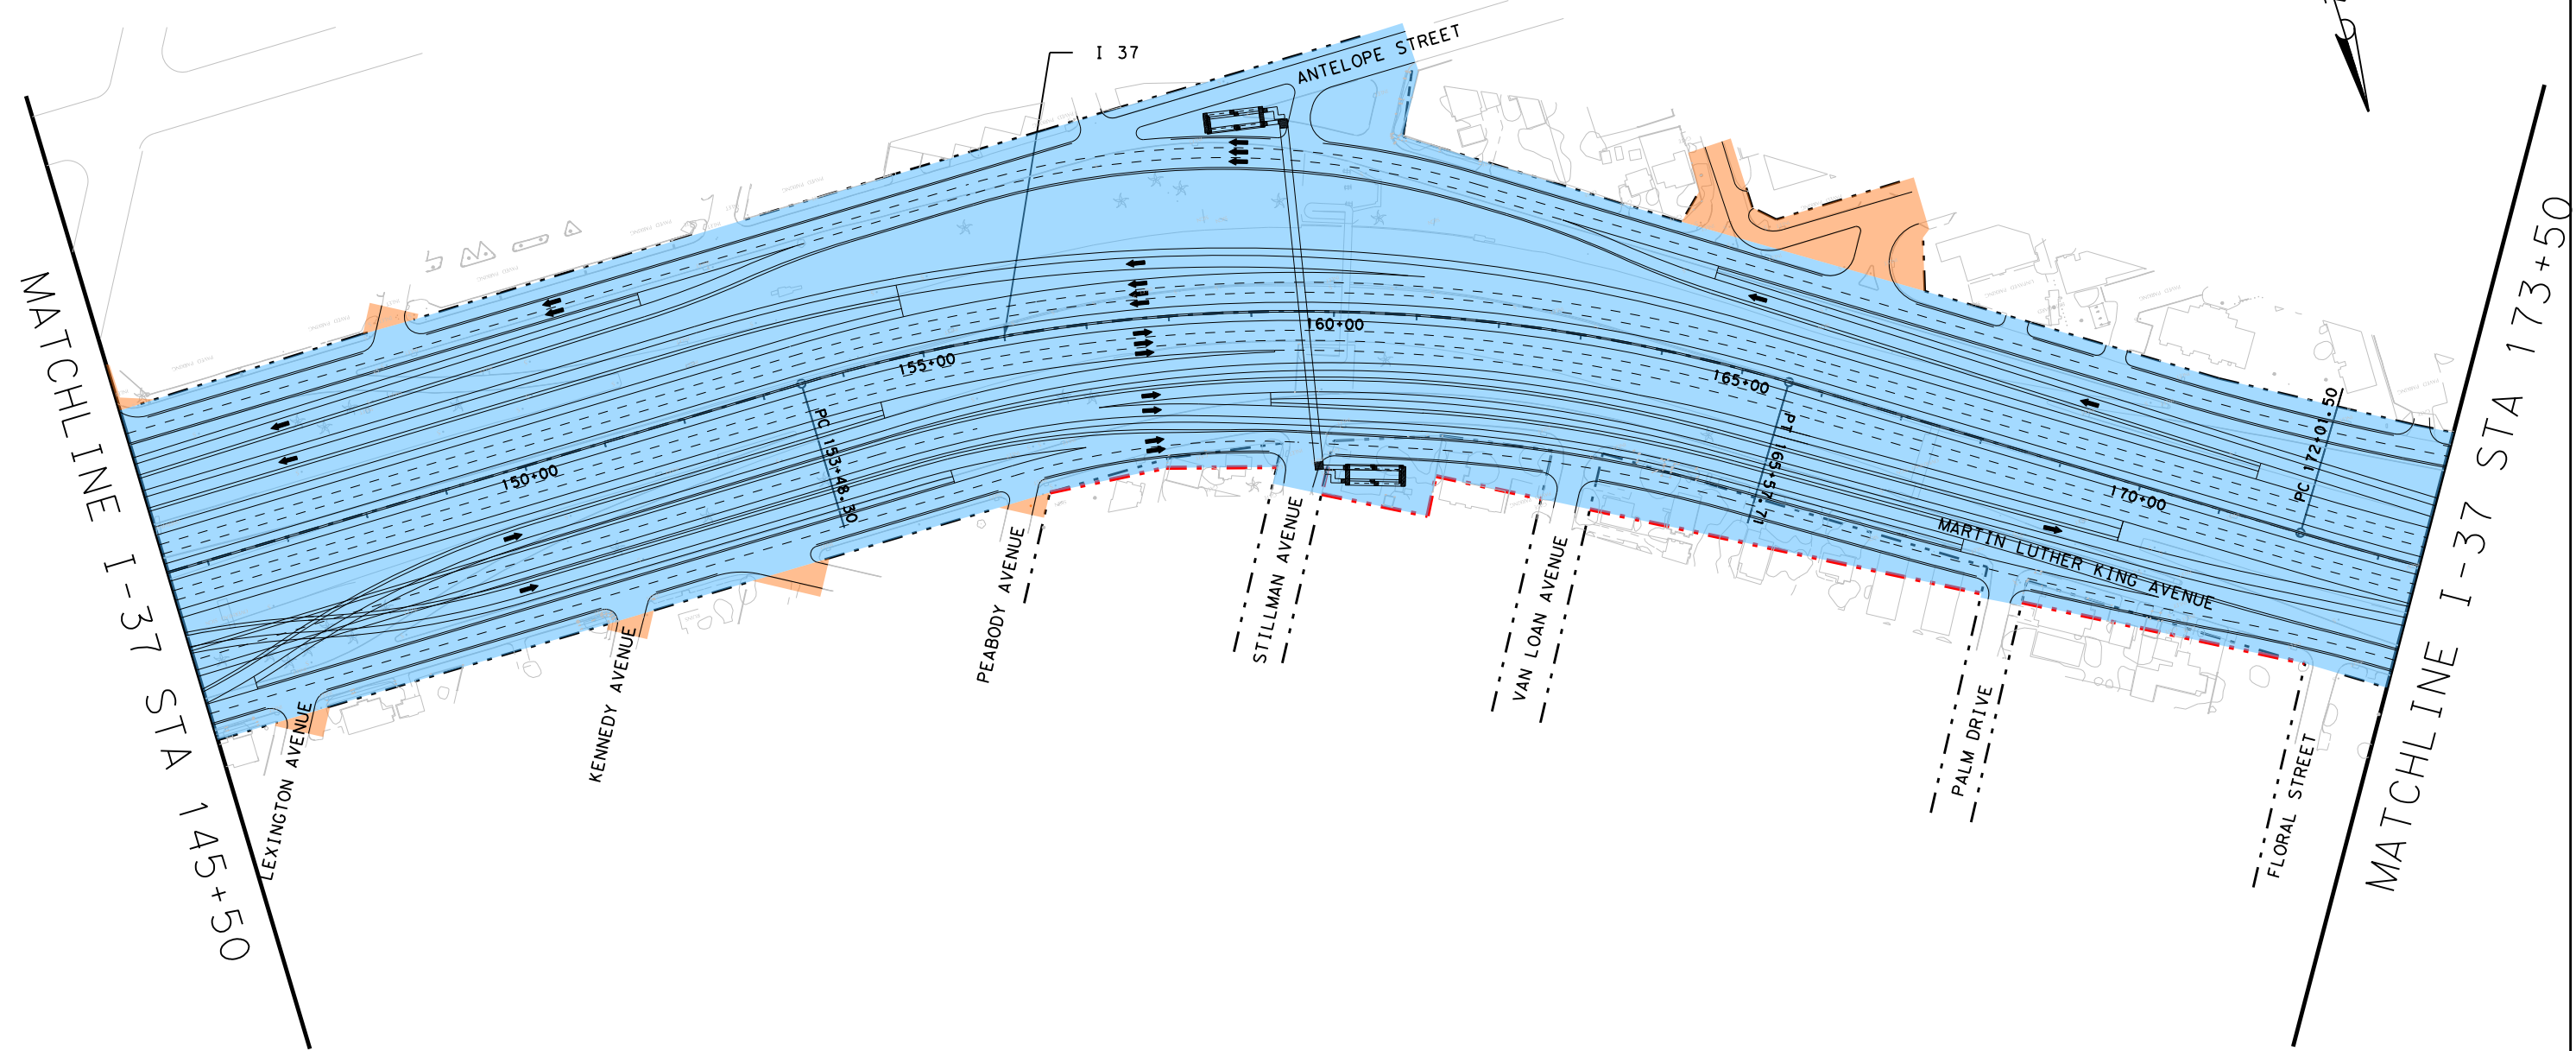 I 37
ANTELOPE STREET
MATCHLINE I-37 STA 145+50
MATCHLINE I-37 STA 173+50
150+00
PC 153+48.30
155+00
160+00
165+00
PT 165+57.71
170+00
PC 172+01.50
MARTIN LUTHER KING AVENUE
LEXINGTON AVENUE
KENNEDY AVENUE
PEABODY AVENUE
STILLMAN AVENUE
VAN LOAN AVENUE
PALM DRIVE
FLORAL STREET